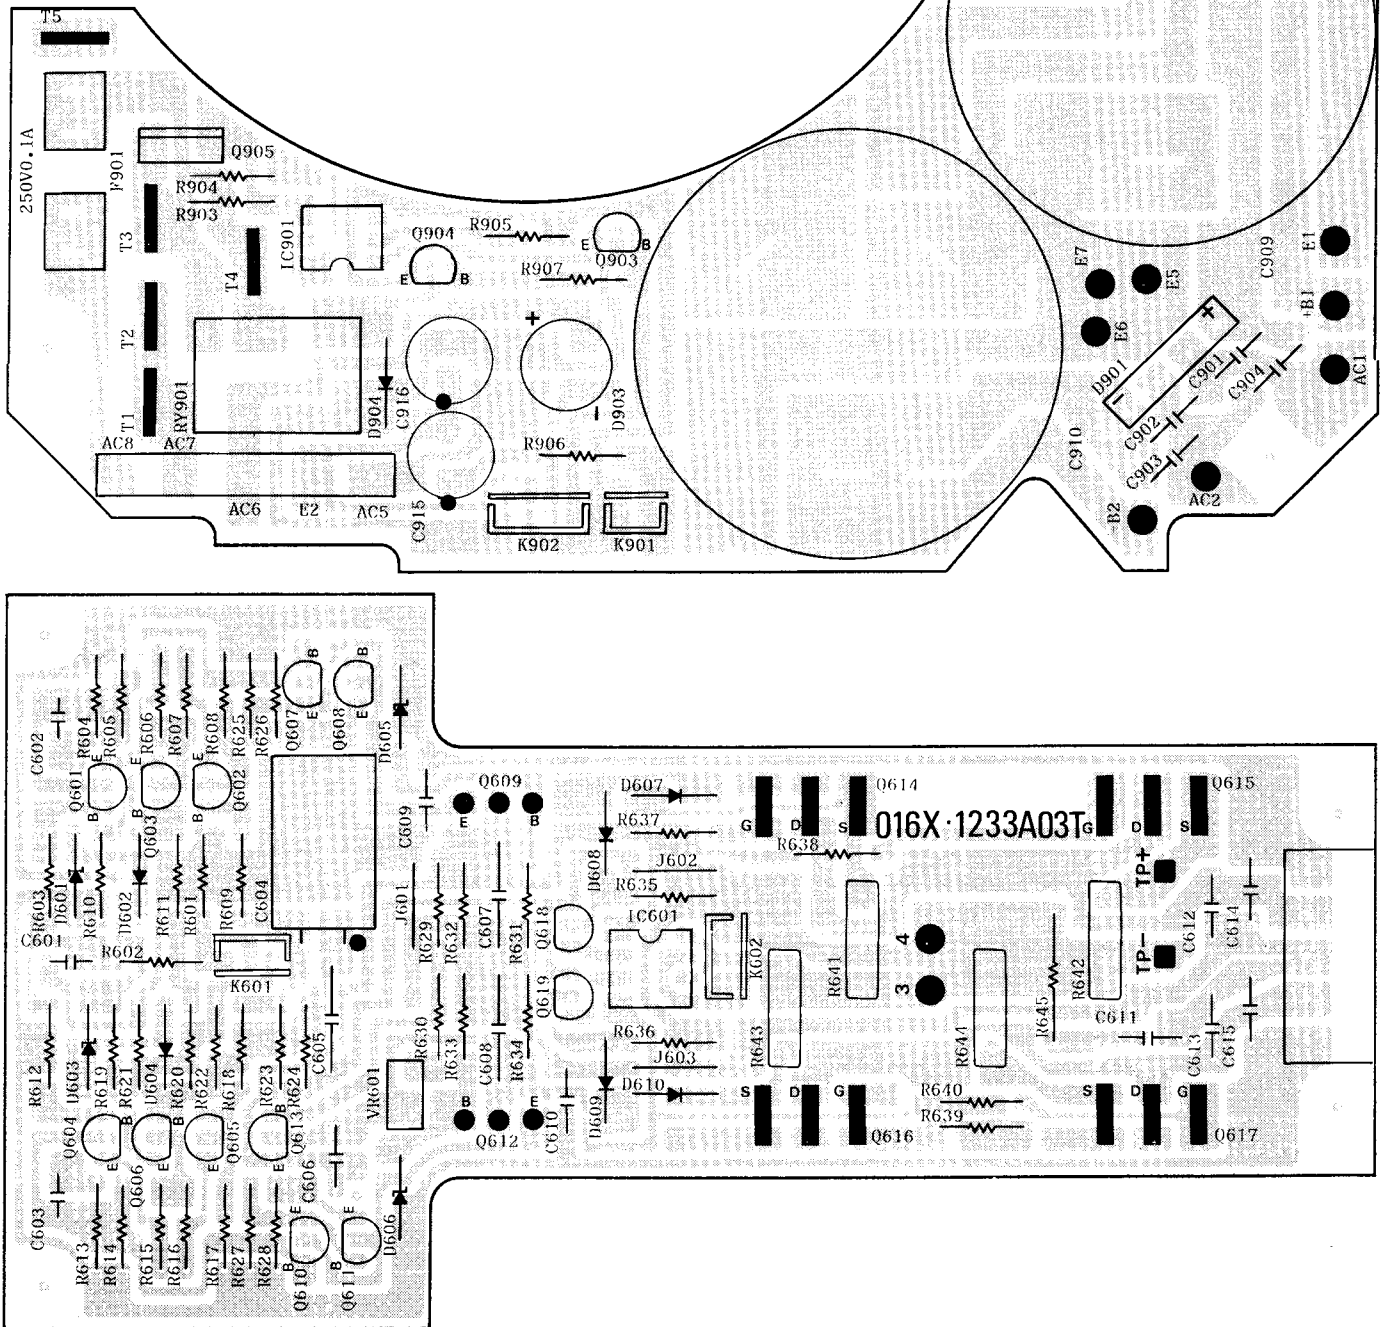 T5
250V0.1A
F901
Q905
R904
R903
T3
T4
IC901
Q904
E
B
R905
E
B
Q903
R907
T2
T1
RY901
D904
C916
+
-
D903
R906
AC8
AC7
AC6
E2
AC5
C915
K902
K901
E7
E5
E6
C909
E1
+B1
AC1
D901
+
-
C901
C904
C902
C903
C910
AC2
-B2
C602
R604
R605
R606
R607
R608
R625
R626
Q607
B
E
Q608
E
D605
Q601
E
B
Q603
E
B
Q602
E
B
C609
Q609
E
B
R603
D601
R610
D602
R611
R601
R609
C604
J601
R629
R632
C607
R631
Q618
Q619
C601
R602
K601
D607
R637
D608
J602
R635
IC601
K602
Q614
G
D
S
016X·1233A03T
R638
Q615
G
D
S
TP+
TP-
C612
C614
R641
4
3
R642
R645
R643
R644
C611
C613
C615
R612
D603
R619
R621
D604
R620
R622
R618
R623
R624
C605
VR601
R630
R633
C608
R634
R636
J603
D610
D609
C610
B
E
Q612
Q604
B
E
Q606
B
E
Q605
E
B
Q613
E
C606
C603
R613
R614
R615
R616
R617
R627
R628
Q610
E
B
Q611
E
B
D606
S
D
G
Q616
R640
R639
S
D
G
Q617